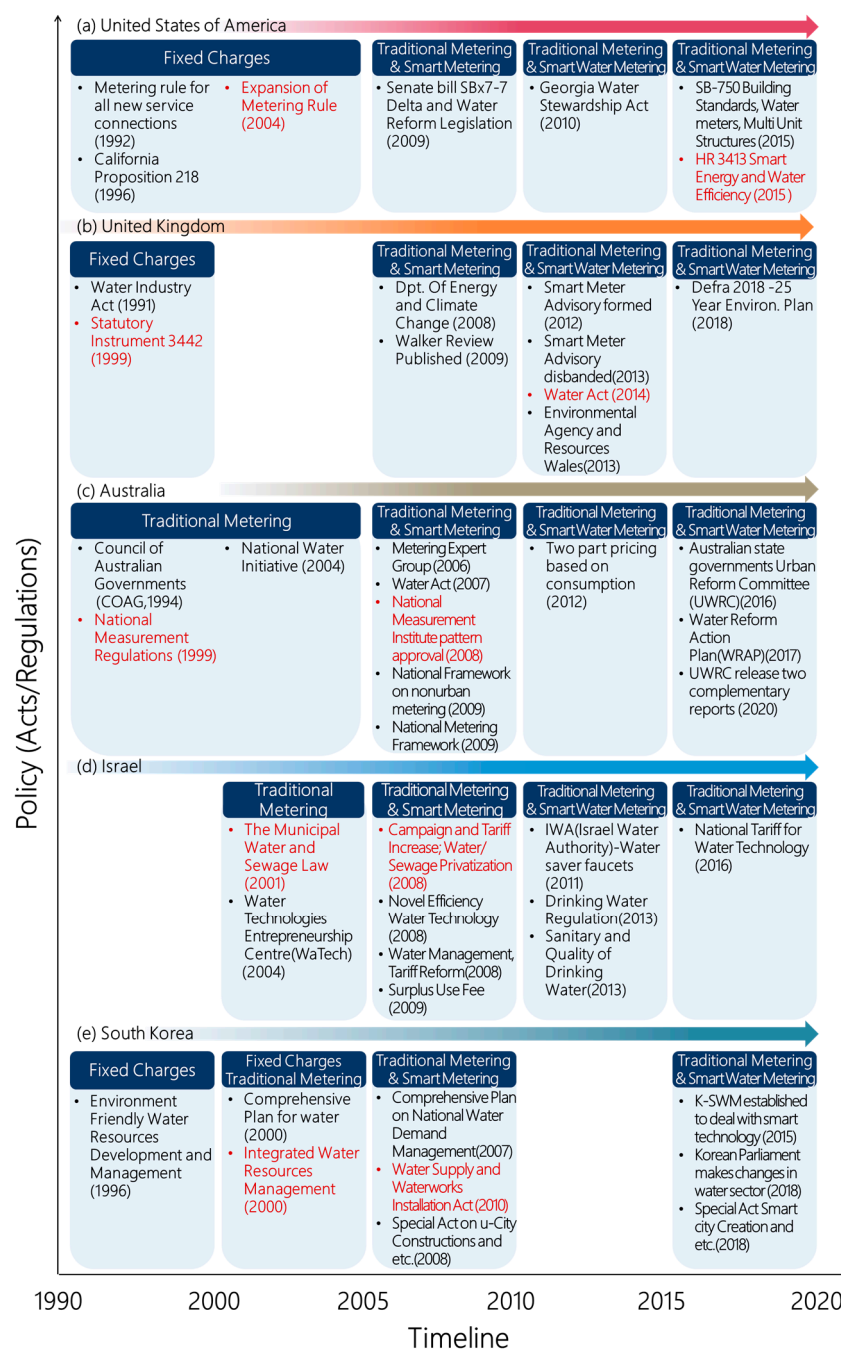 (a) United States of America
Fixed Charges
• Metering rule for
all new service
connections
(1992)
• California
Proposition 218
(1996)
• Expansion of
Metering Rule
(2004)
Traditional Metering
& Smart Metering
• Senate bill SBx7-7
Delta and Water
Reform Legislation
(2009)
Traditional Metering
& Smart Water Metering
• Georgia Water
Stewardship Act
(2010)
Traditional Metering
& Smart Water Metering
• SB-750 Building
Standards, Water
meters, Multi Unit
Structures (2015)
• HR 3413 Smart
Energy and Water
Efficiency (2015)
(b) United Kingdom
Fixed Charges
• Water Industry
Act (1991)
• Statutory
Instrument 3442
(1999)
Traditional Metering
& Smart Metering
• Dpt. Of Energy
and Climate
Change (2008)
• Walker Review
Published (2009)
Traditional Metering
& Smart Water Metering
• Smart Meter
Advisory formed
(2012)
• Smart Meter
Advisory
disbanded(2013)
• Water Act (2014)
• Environmental
Agency and
Resources
Wales(2013)
Traditional Metering
& Smart Water Metering
• Defra 2018 -25
Year Environ. Plan
(2018)
(c) Australia
Traditional Metering
• Council of
Australian
Governments
(COAG,1994)
• National
Measurement
Regulations (1999)
• National Water
Initiative (2004)
Traditional Metering
& Smart Metering
• Metering Expert
Group (2006)
• Water Act (2007)
• National
Measurement
Institute pattern
approval (2008)
• National Framework
on nonurban
metering (2009)
• National Metering
Framework (2009)
Traditional Metering
& Smart Water Metering
• Two part pricing
based on
consumption
(2012)
Traditional Metering
& Smart Water Metering
• Australian state
governments Urban
Reform Committee
(UWRC)(2016)
• Water Reform
Action
Plan(WRAP)(2017)
• UWRC release two
complementary
reports (2020)
(d) Israel
Traditional
Metering
• The Municipal
Water and
Sewage Law
(2001)
• Water
Technologies
Entrepreneurship
Centre(WaTech)
(2004)
Traditional Metering
& Smart Metering
• Campaign and Tariff
Increase; Water/
Sewage Privatization
(2008)
• Novel Efficiency
Water Technology
(2008)
• Water Management,
Tariff Reform(2008)
• Surplus Use Fee
(2009)
Traditional Metering
& Smart Water Metering
• IWA(Israel Water
Authority)-Water
saver faucets
(2011)
• Drinking Water
Regulation(2013)
• Sanitary and
Quality of
Drinking
Water(2013)
Traditional Metering
& Smart Water Metering
• National Tariff for
Water Technology
(2016)
(e) South Korea
Fixed Charges
• Environment
Friendly Water
Resources
Development and
Management
(1996)
Fixed Charges
Traditional Metering
• Comprehensive
Plan for water
(2000)
• Integrated Water
Resources
Management
(2000)
Traditional Metering
& Smart Metering
• Comprehensive Plan
on National Water
Demand
Management(2007)
• Water Supply and
Waterworks
Installation Act (2010)
• Special Act on u-City
Constructions and
etc.(2008)
Traditional Metering
& Smart Water Metering
• K-SWM established
to deal with smart
technology (2015)
• Korean Parliament
makes changes in
water sector (2018)
• Special Act Smart
city Creation and
etc.(2018)
Policy (Acts/Regulations)
1990 2000 2005 2010 2015 2020
Timeline